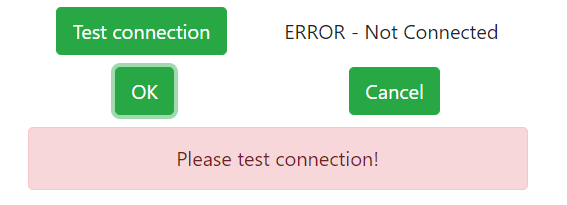 Test connection ERROR - Not Connected
OK Cancel
Please test connection!